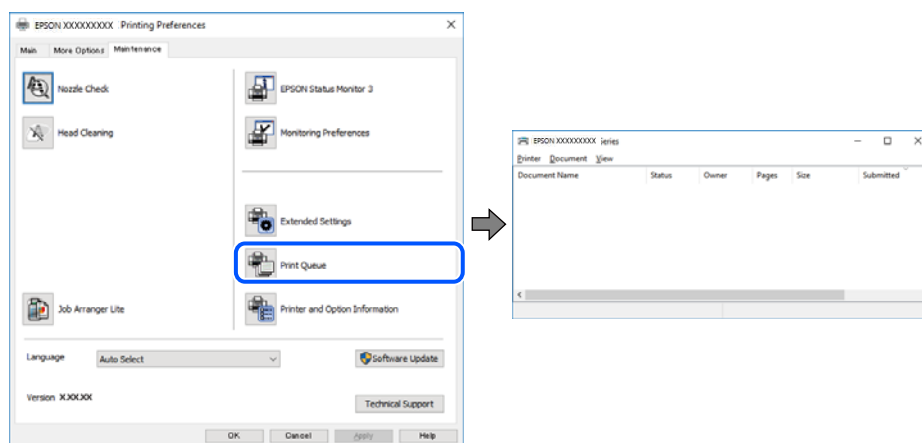 EPSON XXXXXXXXX Printing Preferences
Main More Options Maintenance
Nozzle Check
EPSON Status Monitor 3
Head Cleaning
Monitoring Preferences
Extended Settings
Print Queue
Job Arranger Lite
Printer and Option Information
Language Auto Select
Software Update
Version X.XX.XX
Technical Support
OK Cancel Apply Help
EPSON XXXXXXXXX ieries
Printer Document View
Document Name Status Owner Pages Size Submitted